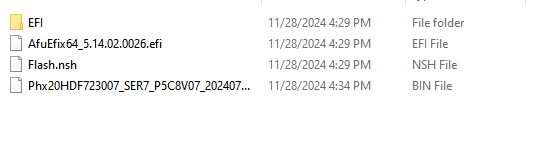 EFI 11/28/2024 4:29 PM File folder
AfuEfix64_5.14.02.0026.efi 11/28/2024 4:29 PM EFI File
Flash.nsh 11/28/2024 4:29 PM NSH File
Phx20HDF723007_SER7_P5C8V07_202407... 11/28/2024 4:34 PM BIN File